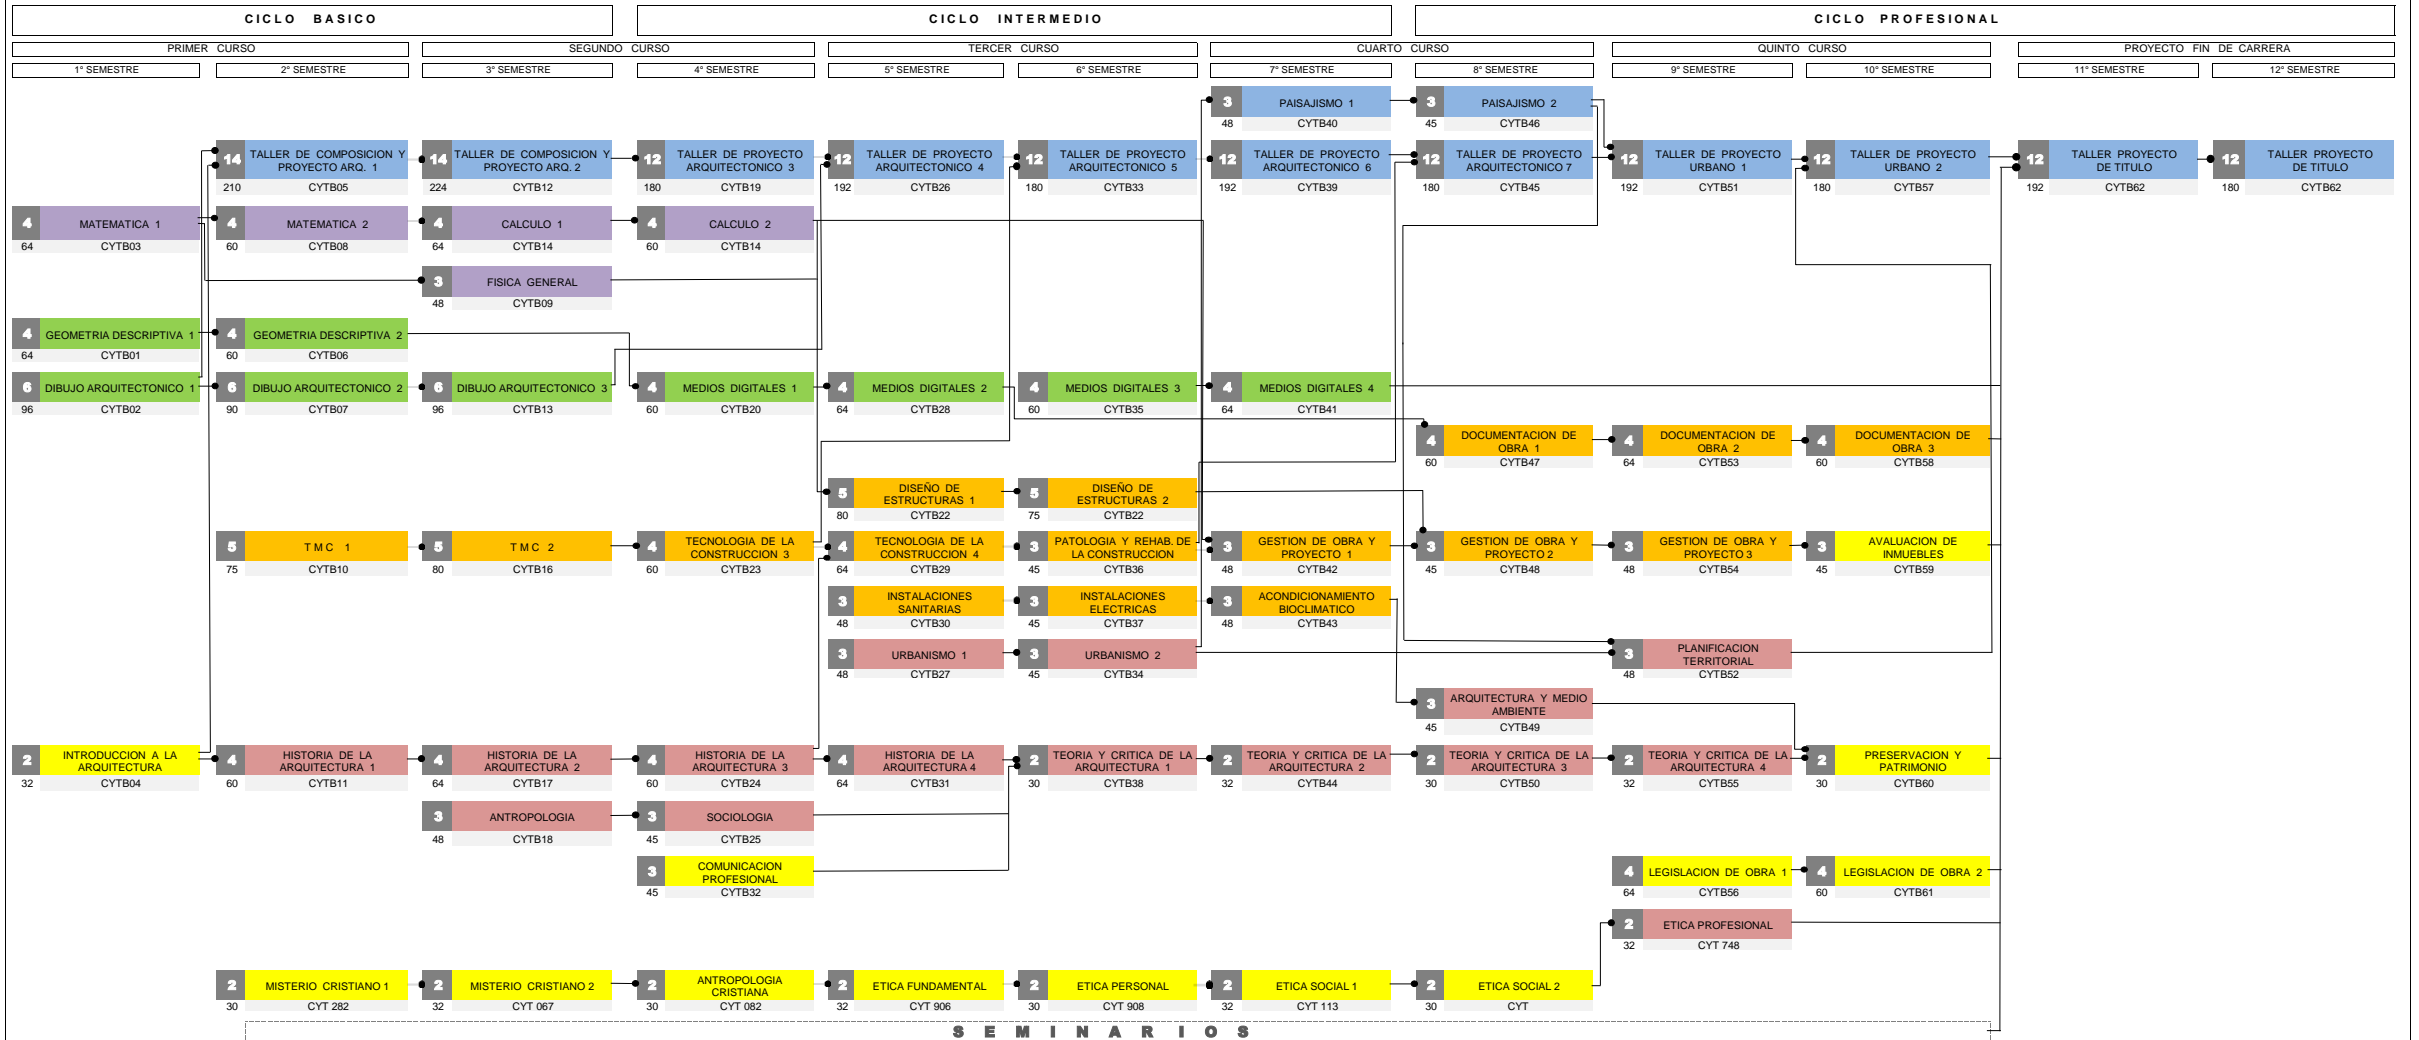 CICLO BASICO
CICLO INTERMEDIO
CICLO PROFESIONAL
PRIMER CURSO
SEGUNDO CURSO
TERCER CURSO
CUARTO CURSO
QUINTO CURSO
PROYECTO FIN DE CARRERA
1° SEMESTRE
2° SEMESTRE
3° SEMESTRE
4° SEMESTRE
5° SEMESTRE
6° SEMESTRE
7° SEMESTRE
8° SEMESTRE
9° SEMESTRE
10° SEMESTRE
11° SEMESTRE
12° SEMESTRE
3 PAISAJISMO 1
48 CYTB40
3 PAISAJISMO 2
45 CYTB46
14 TALLER DE COMPOSICION Y
PROYECTO ARQ. 1
210 CYTB05
14 TALLER DE COMPOSICION Y
PROYECTO ARQ. 2
224 CYTB12
12 TALLER DE PROYECTO
ARQUITECTONICO 3
180 CYTB19
12 TALLER DE PROYECTO
ARQUITECTONICO 4
192 CYTB26
12 TALLER DE PROYECTO
ARQUITECTONICO 5
180 CYTB33
12 TALLER DE PROYECTO
ARQUITECTONICO 6
192 CYTB39
12 TALLER DE PROYECTO
ARQUITECTONICO 7
180 CYTB45
12 TALLER DE PROYECTO
URBANO 1
192 CYTB51
12 TALLER DE PROYECTO
URBANO 2
180 CYTB57
12 TALLER PROYECTO
DE TITULO
192 CYTB62
12 TALLER PROYECTO
DE TITULO
180 CYTB62
4 MATEMATICA 1
64 CYTB03
4 MATEMATICA 2
60 CYTB08
4 CALCULO 1
64 CYTB14
4 CALCULO 2
60 CYTB14
3 FISICA GENERAL
48 CYTB09
4 GEOMETRIA DESCRIPTIVA 1
64 CYTB01
4 GEOMETRIA DESCRIPTIVA 2
60 CYTB06
6 DIBUJO ARQUITECTONICO 1
96 CYTB02
6 DIBUJO ARQUITECTONICO 2
90 CYTB07
6 DIBUJO ARQUITECTONICO 3
96 CYTB13
4 MEDIOS DIGITALES 1
60 CYTB20
4 MEDIOS DIGITALES 2
64 CYTB28
4 MEDIOS DIGITALES 3
60 CYTB35
4 MEDIOS DIGITALES 4
64 CYTB41
4 DOCUMENTACION DE
OBRA 1
60 CYTB47
4 DOCUMENTACION DE
OBRA 2
64 CYTB53
4 DOCUMENTACION DE
OBRA 3
60 CYTB58
5 DISEÑO DE
ESTRUCTURAS 1
80 CYTB22
5 DISEÑO DE
ESTRUCTURAS 2
75 CYTB22
5 TMC 1
75 CYTB10
5 TMC 2
80 CYTB16
4 TECNOLOGIA DE LA
CONSTRUCCION 3
60 CYTB23
4 TECNOLOGIA DE LA
CONSTRUCCION 4
64 CYTB29
3 PATOLOGIA Y REHAB. DE
LA CONSTRUCCION
45 CYTB36
3 GESTION DE OBRA Y
PROYECTO 1
48 CYTB42
3 GESTION DE OBRA Y
PROYECTO 2
45 CYTB48
3 GESTION DE OBRA Y
PROYECTO 3
48 CYTB54
3 AVALUACION DE
INMUEBLES
45 CYTB59
3 INSTALACIONES
SANITARIAS
48 CYTB30
3 INSTALACIONES
ELECTRICAS
45 CYTB37
3 ACONDICIONAMIENTO
BIOCLIMATICO
48 CYTB43
3 URBANISMO 1
48 CYTB27
3 URBANISMO 2
45 CYTB34
3 PLANIFICACION
TERRITORIAL
48 CYTB52
3 ARQUITECTURA Y MEDIO
AMBIENTE
45 CYTB49
2 INTRODUCCION A LA
ARQUITECTURA
32 CYTB04
4 HISTORIA DE LA
ARQUITECTURA 1
60 CYTB11
4 HISTORIA DE LA
ARQUITECTURA 2
64 CYTB17
4 HISTORIA DE LA
ARQUITECTURA 3
60 CYTB24
4 HISTORIA DE LA
ARQUITECTURA 4
64 CYTB31
2 TEORIA Y CRITICA DE LA
ARQUITECTURA 1
30 CYTB38
2 TEORIA Y CRITICA DE LA
ARQUITECTURA 2
32 CYTB44
2 TEORIA Y CRITICA DE LA
ARQUITECTURA 3
30 CYTB50
2 TEORIA Y CRITICA DE LA
ARQUITECTURA 4
32 CYTB55
2 PRESERVACION Y
PATRIMONIO
30 CYTB60
3 ANTROPOLOGIA
48 CYTB18
3 SOCIOLOGIA
45 CYTB25
3 COMUNICACION
PROFESIONAL
45 CYTB32
4 LEGISLACION DE OBRA 1
64 CYTB56
4 LEGISLACION DE OBRA 2
60 CYTB61
2 ETICA PROFESIONAL
32 CYT 748
2 MISTERIO CRISTIANO 1
30 CYT 282
2 MISTERIO CRISTIANO 2
32 CYT 067
2 ANTROPOLOGIA
CRISTIANA
30 CYT 082
2 ETICA FUNDAMENTAL
32 CYT 906
2 ETICA PERSONAL
30 CYT 908
2 ETICA SOCIAL 1
32 CYT 113
2 ETICA SOCIAL 2
30 CYT
SEMINARIOS